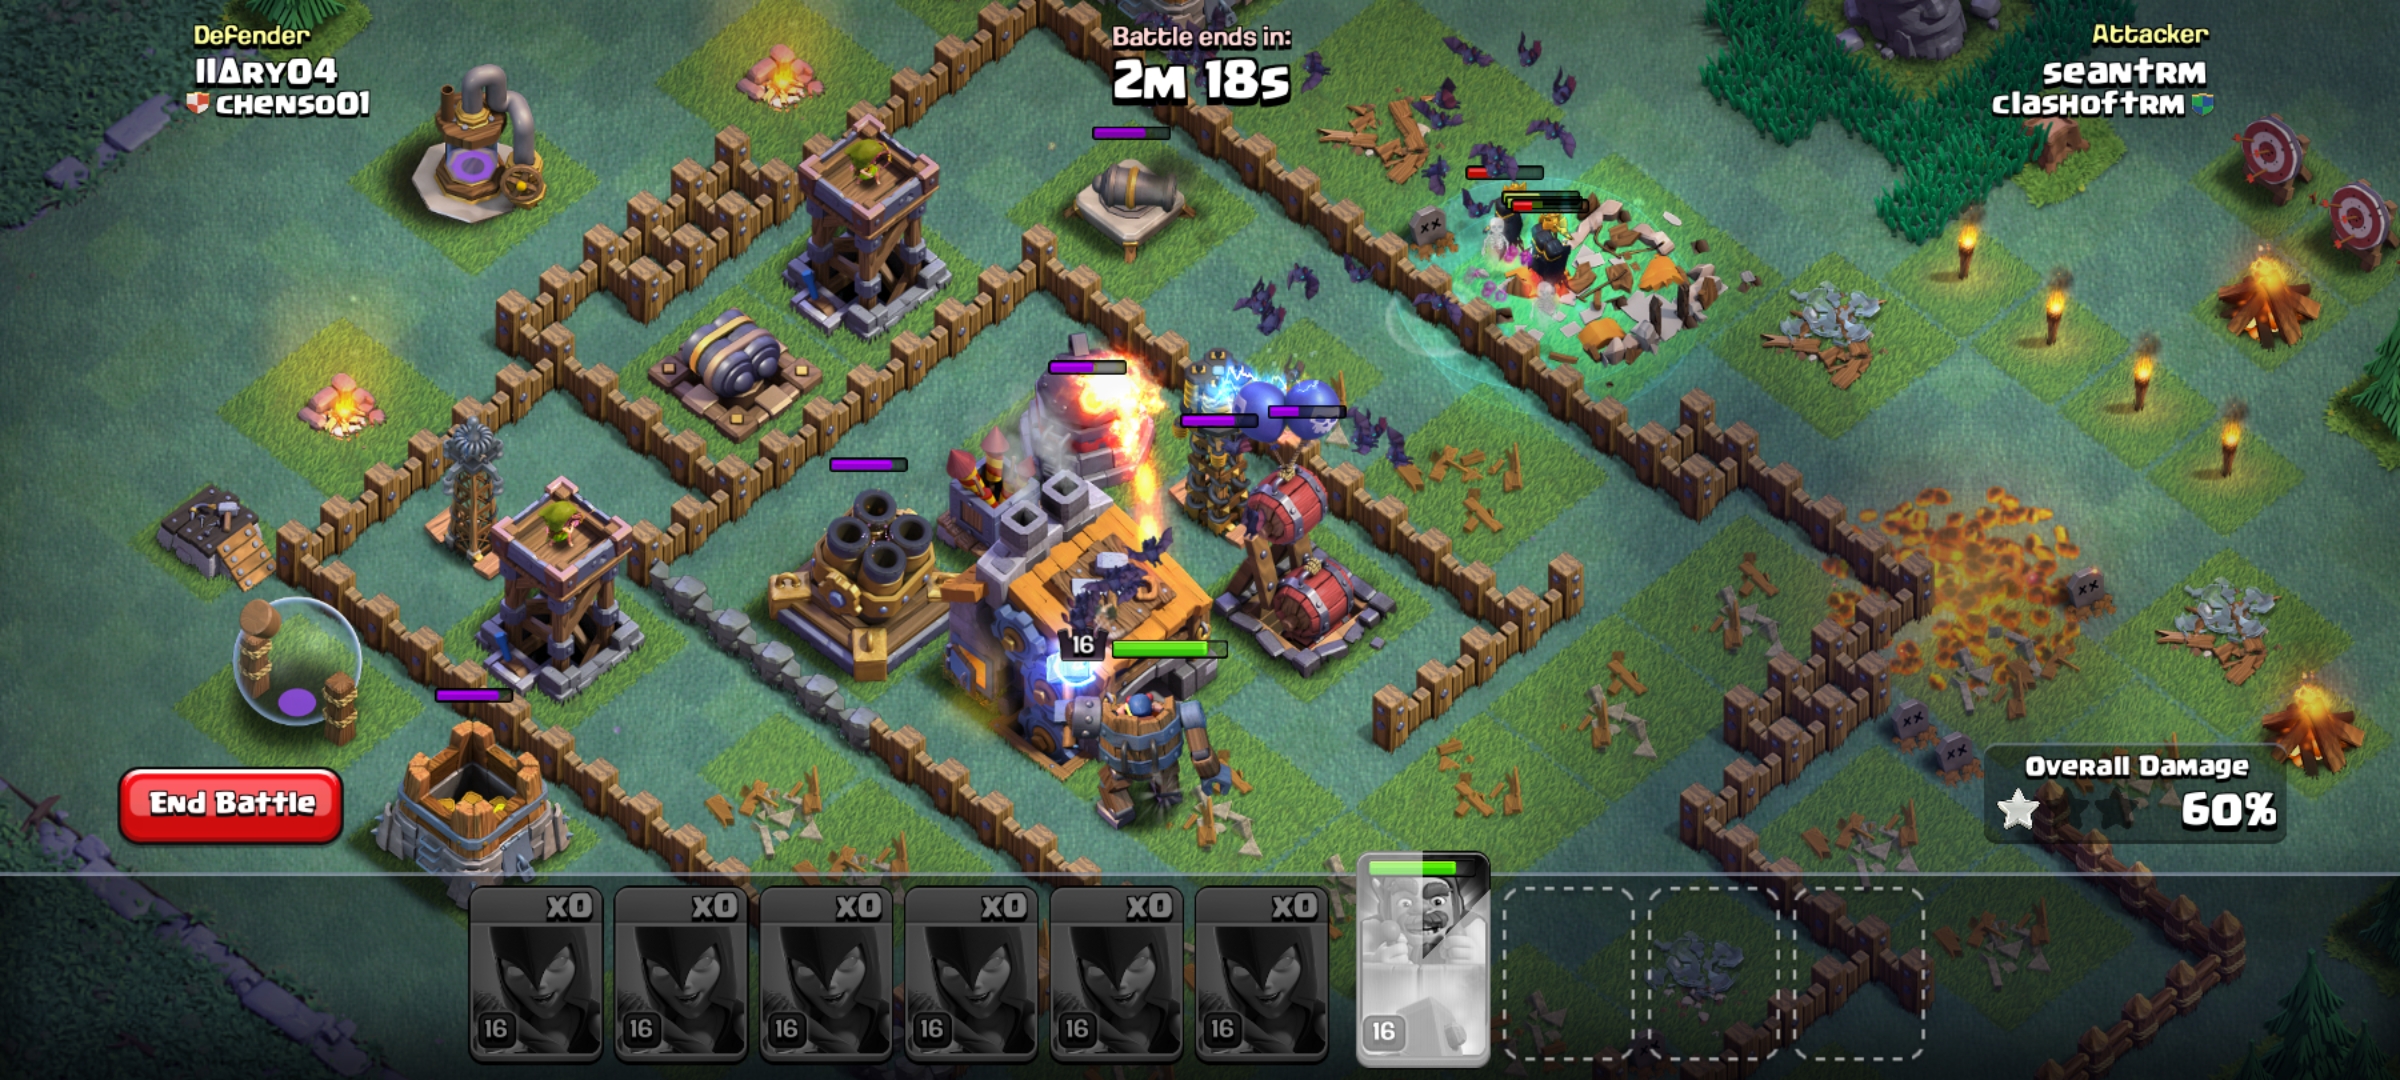 Defender
llΔRY04
CHENSO01
Battle ends in:
2M 18s
Attacker
SEANTRM
CLASHOFTRM
16
End Battle
Overall Damage
60%
x0
x0
x0
x0
x0
x0
16
16
16
16
16
16
16